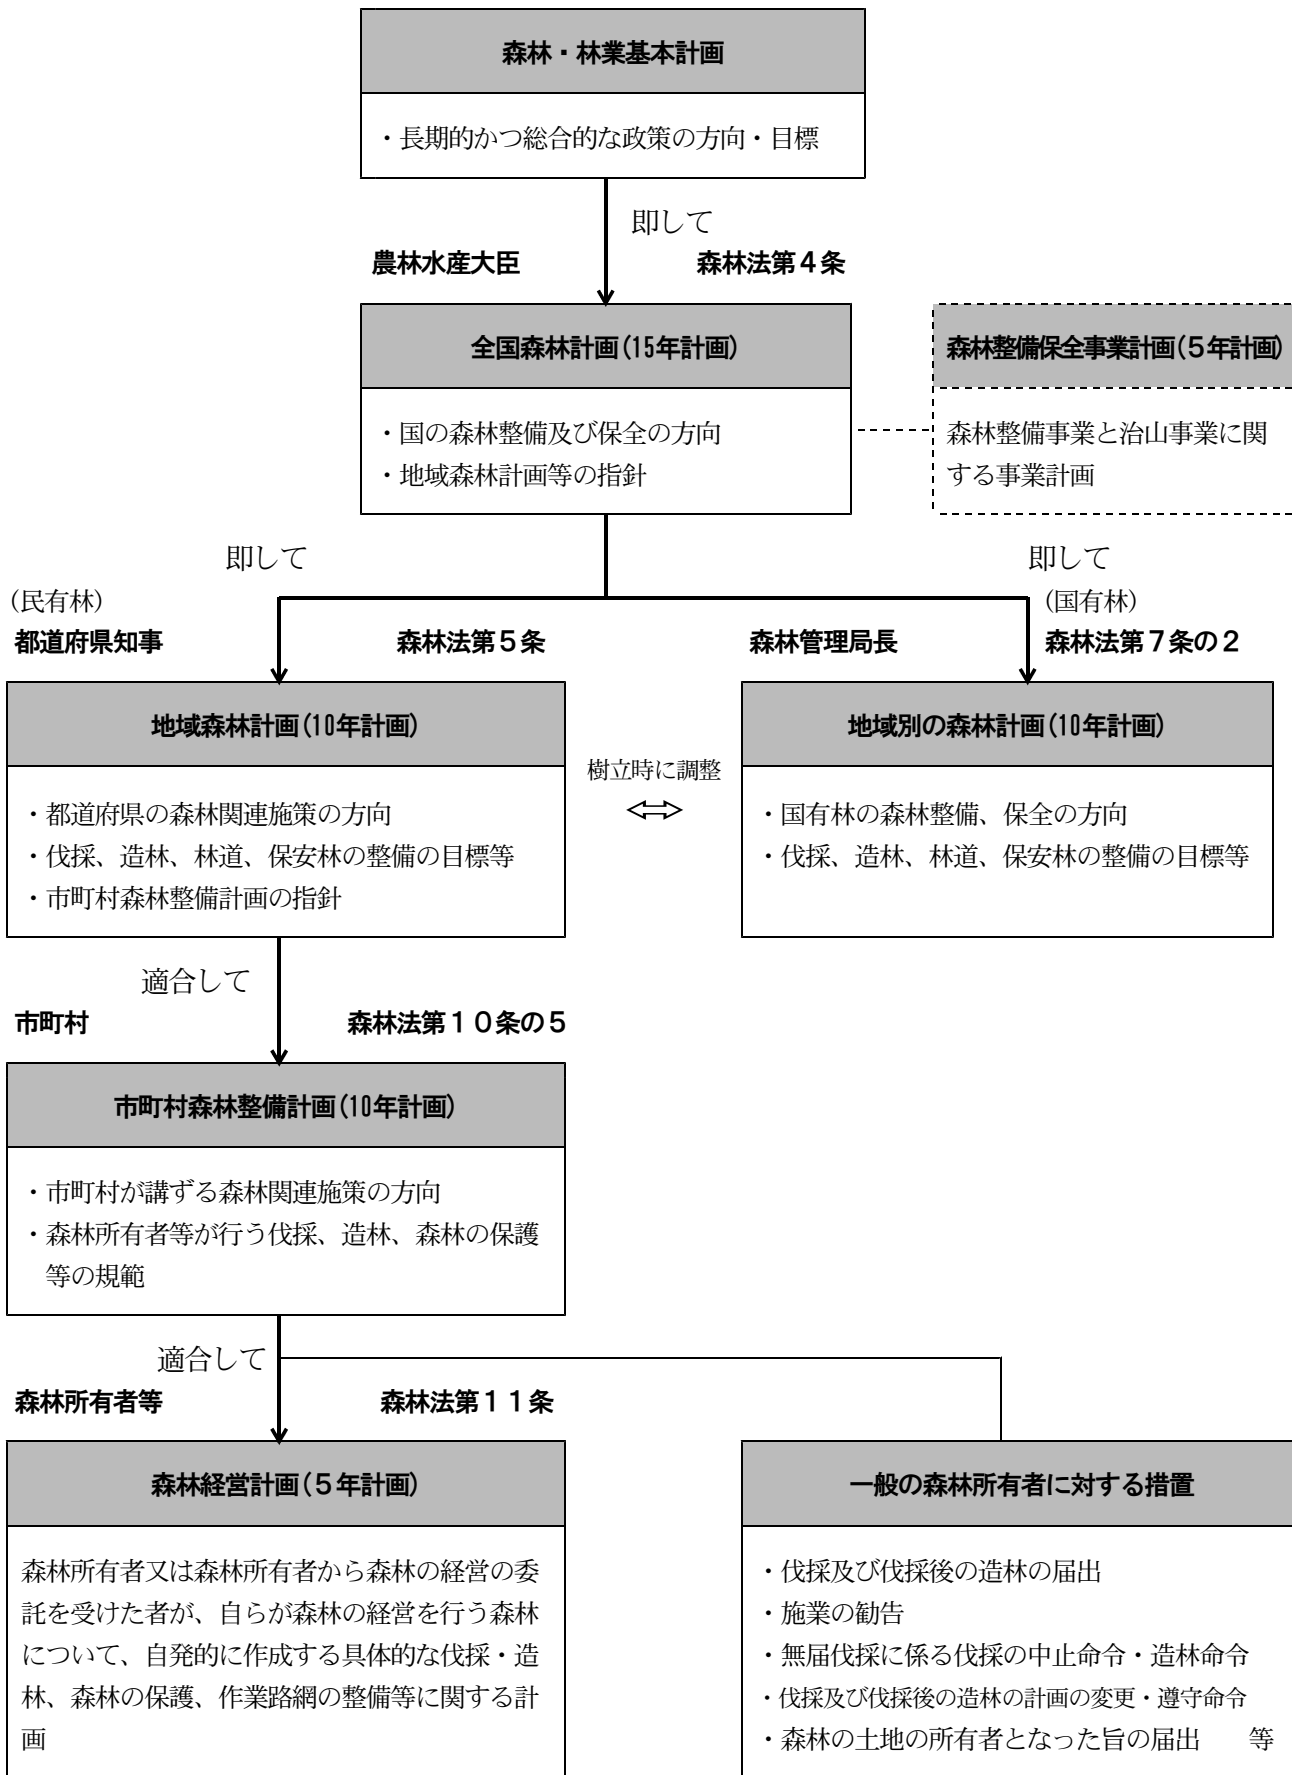 森林・林業基本計画
・長期的かつ総合的な政策の方向・目標
即して
農林水産大臣 森林法第４条
全国森林計画(15年計画)
・国の森林整備及び保全の方向
・地域森林計画等の指針
森林整備保全事業計画(５年計画)
森林整備事業と治山事業に関
する事業計画
即して
即して
(民有林)
(国有林)
都道府県知事 森林法第５条
森林管理局長 森林法第７条の２
地域森林計画(10年計画)
・都道府県の森林関連施策の方向
・伐採、造林、林道、保安林の整備の目標等
・市町村森林整備計画の指針
樹立時に調整
地域別の森林計画(10年計画)
・国有林の森林整備、保全の方向
・伐採、造林、林道、保安林の整備の目標等
適合して
市町村 森林法第１０条の５
市町村森林整備計画(10年計画)
・市町村が講ずる森林関連施策の方向
・森林所有者等が行う伐採、造林、森林の保護
等の規範
適合して
森林所有者等 森林法第１１条
森林経営計画(５年計画)
森林所有者又は森林所有者から森林の経営の委
託を受けた者が、自らが森林の経営を行う森林
について、自発的に作成する具体的な伐採・造
林、森林の保護、作業路網の整備等に関する計
画
一般の森林所有者に対する措置
・伐採及び伐採後の造林の届出
・施業の勧告
・無届伐採に係る伐採の中止命令・造林命令
・伐採及び伐採後の造林の計画の変更・遵守命令
・森林の土地の所有者となった旨の届出　　等